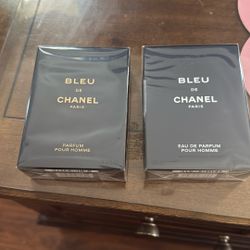 BLEU
DE
CHANEL
PARIS
PARFUM
POUR HOMME
BLEU
DE
CHANEL
PARIS
EAU DE PARFUM
POUR HOMME